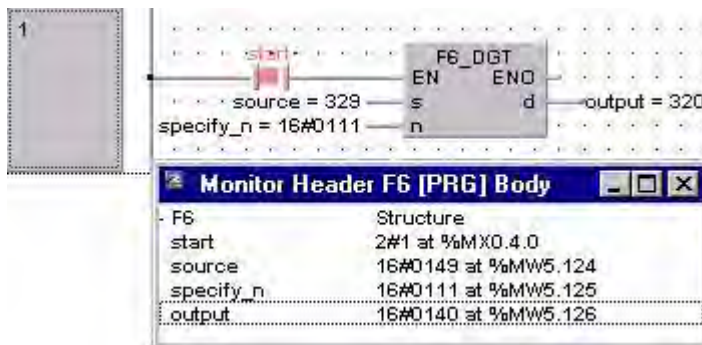 1
start
F6_DGT
EN ENO
source = 329 s d output = 320
specify_n = 16#0111 n
Monitor Header F6 [PRG] Body
- F6 Structure
start 2#1 at %MX0.4.0
source 16#0149 at %MW5.124
specify_n 16#0111 at %MW5.125
output 16#0140 at %MW5.126